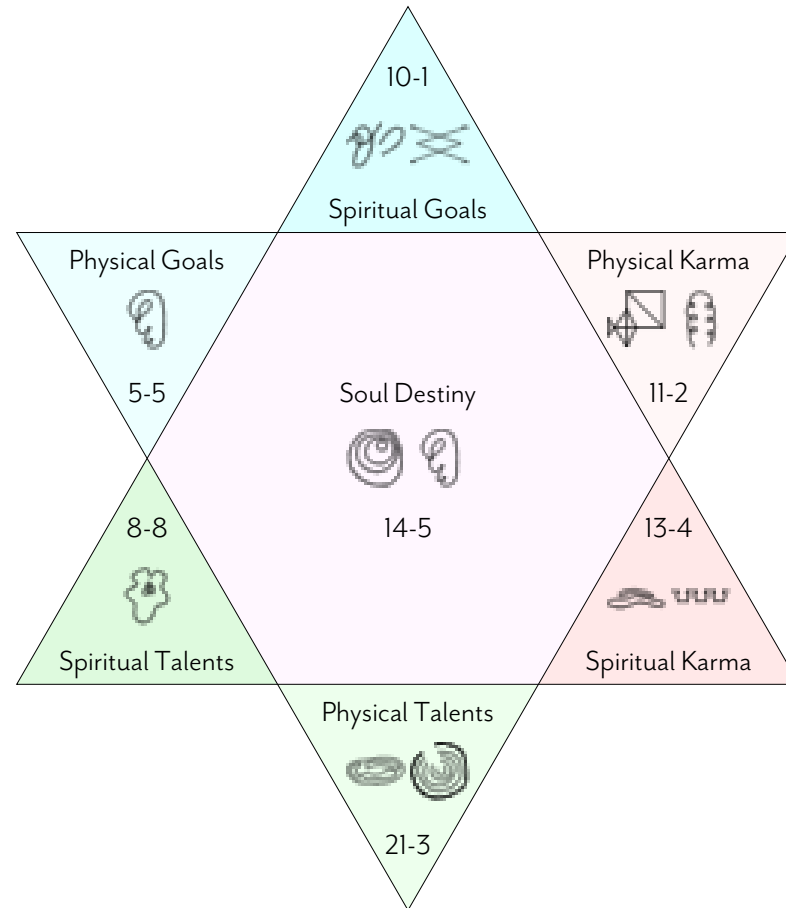 10-1
Spiritual Goals
Physical Goals
5-5
Physical Karma
11-2
Soul Destiny
14-5
8-8
Spiritual Talents
13-4
Spiritual Karma
Physical Talents
21-3